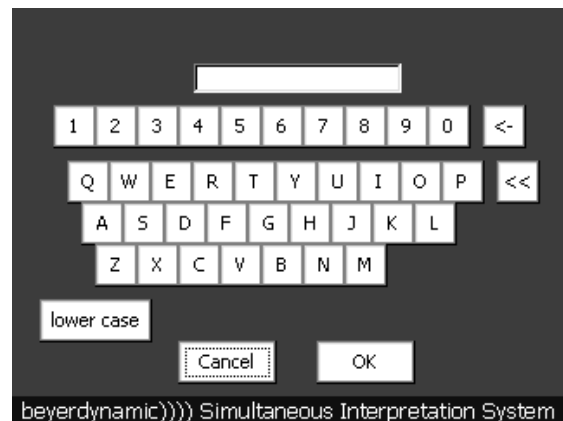 1 2 3 4 5 6 7 8 9 0 <-
Q W E R T Y U I O P <<
A S D F G H J K L
Z X C V B N M
lower case
Cancel OK
beyerdynamic)))) Simultaneous Interpretation System